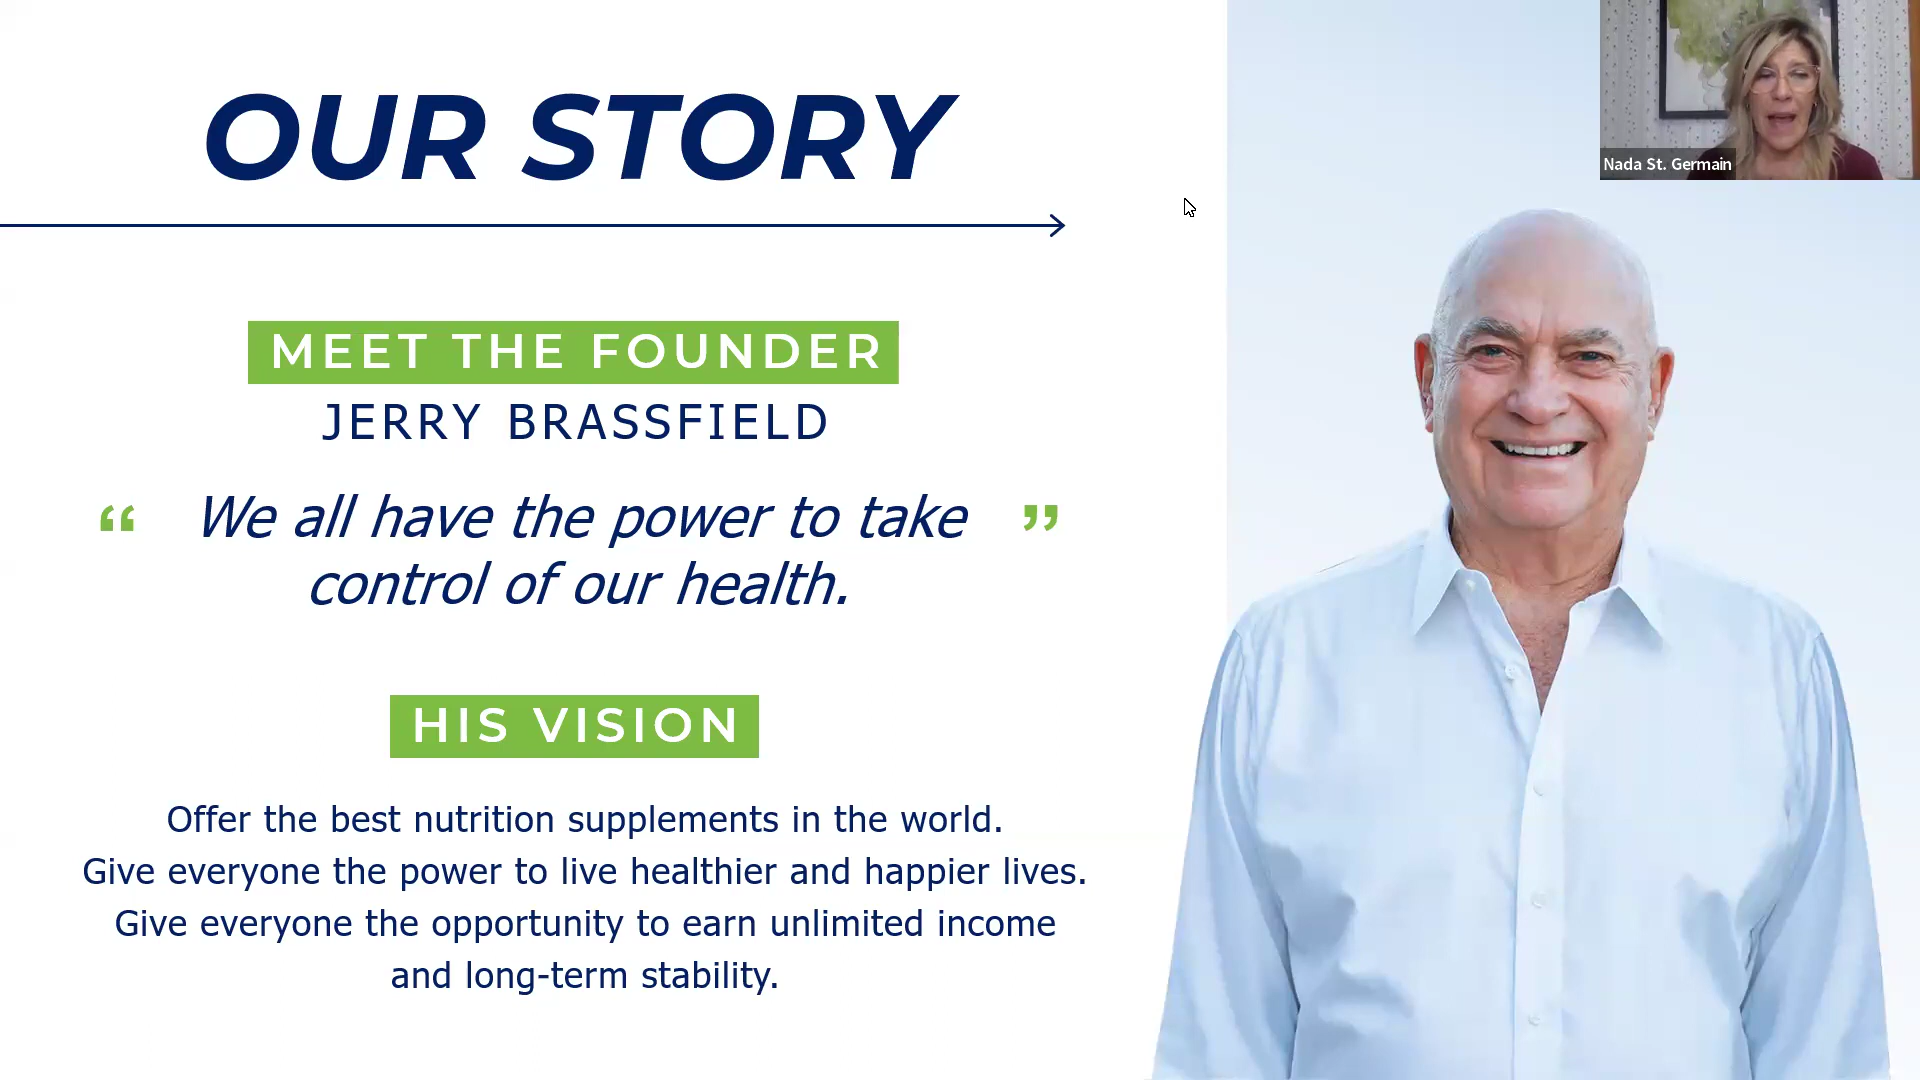 OUR STORY
Nada St. Germain
MEET THE FOUNDER
JERRY BRASSFIELD
“ We all have the power to take ”
control of our health.
HIS VISION
Offer the best nutrition supplements in the world.
Give everyone the power to live healthier and happier lives.
Give everyone the opportunity to earn unlimited income
and long-term stability.